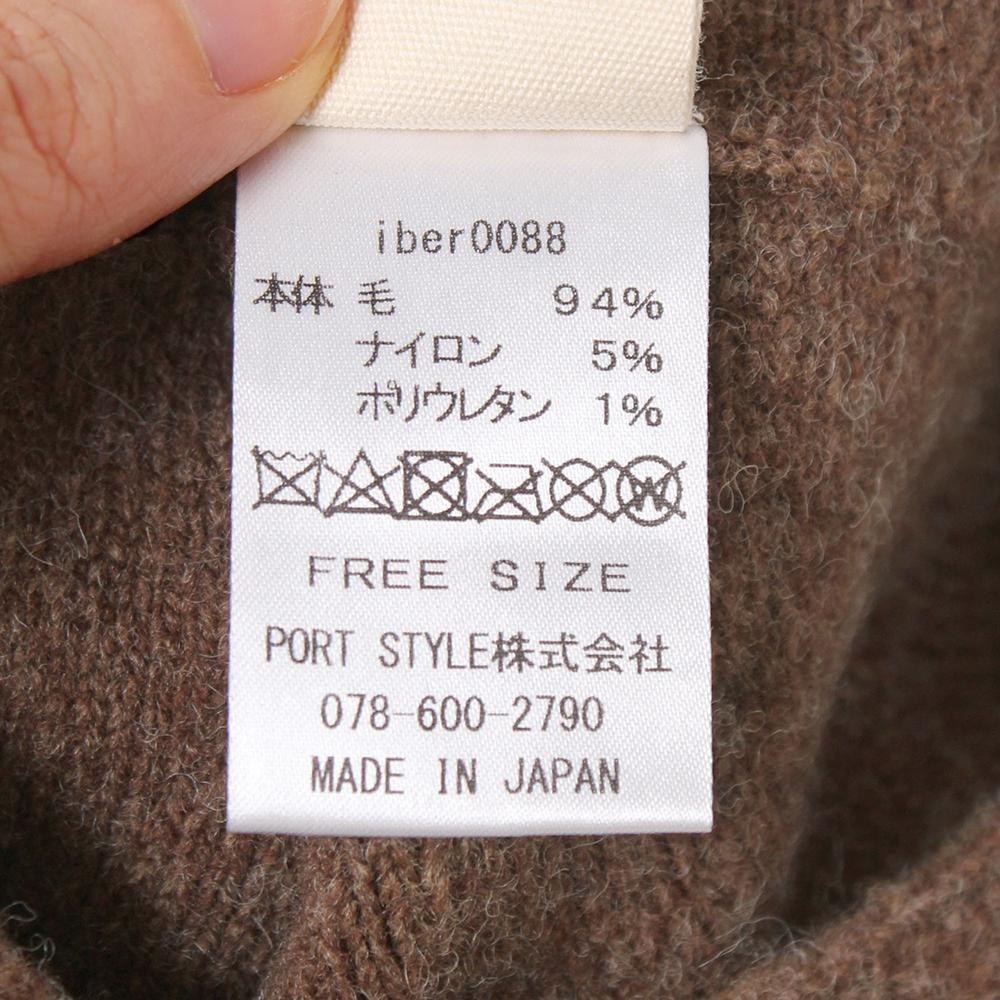 iber0088
本体 毛 94%
ナイロン 5%
ポリウレタン 1%
FREE SIZE
PORT STYLE株式会社
078-600-2790
MADE IN JAPAN